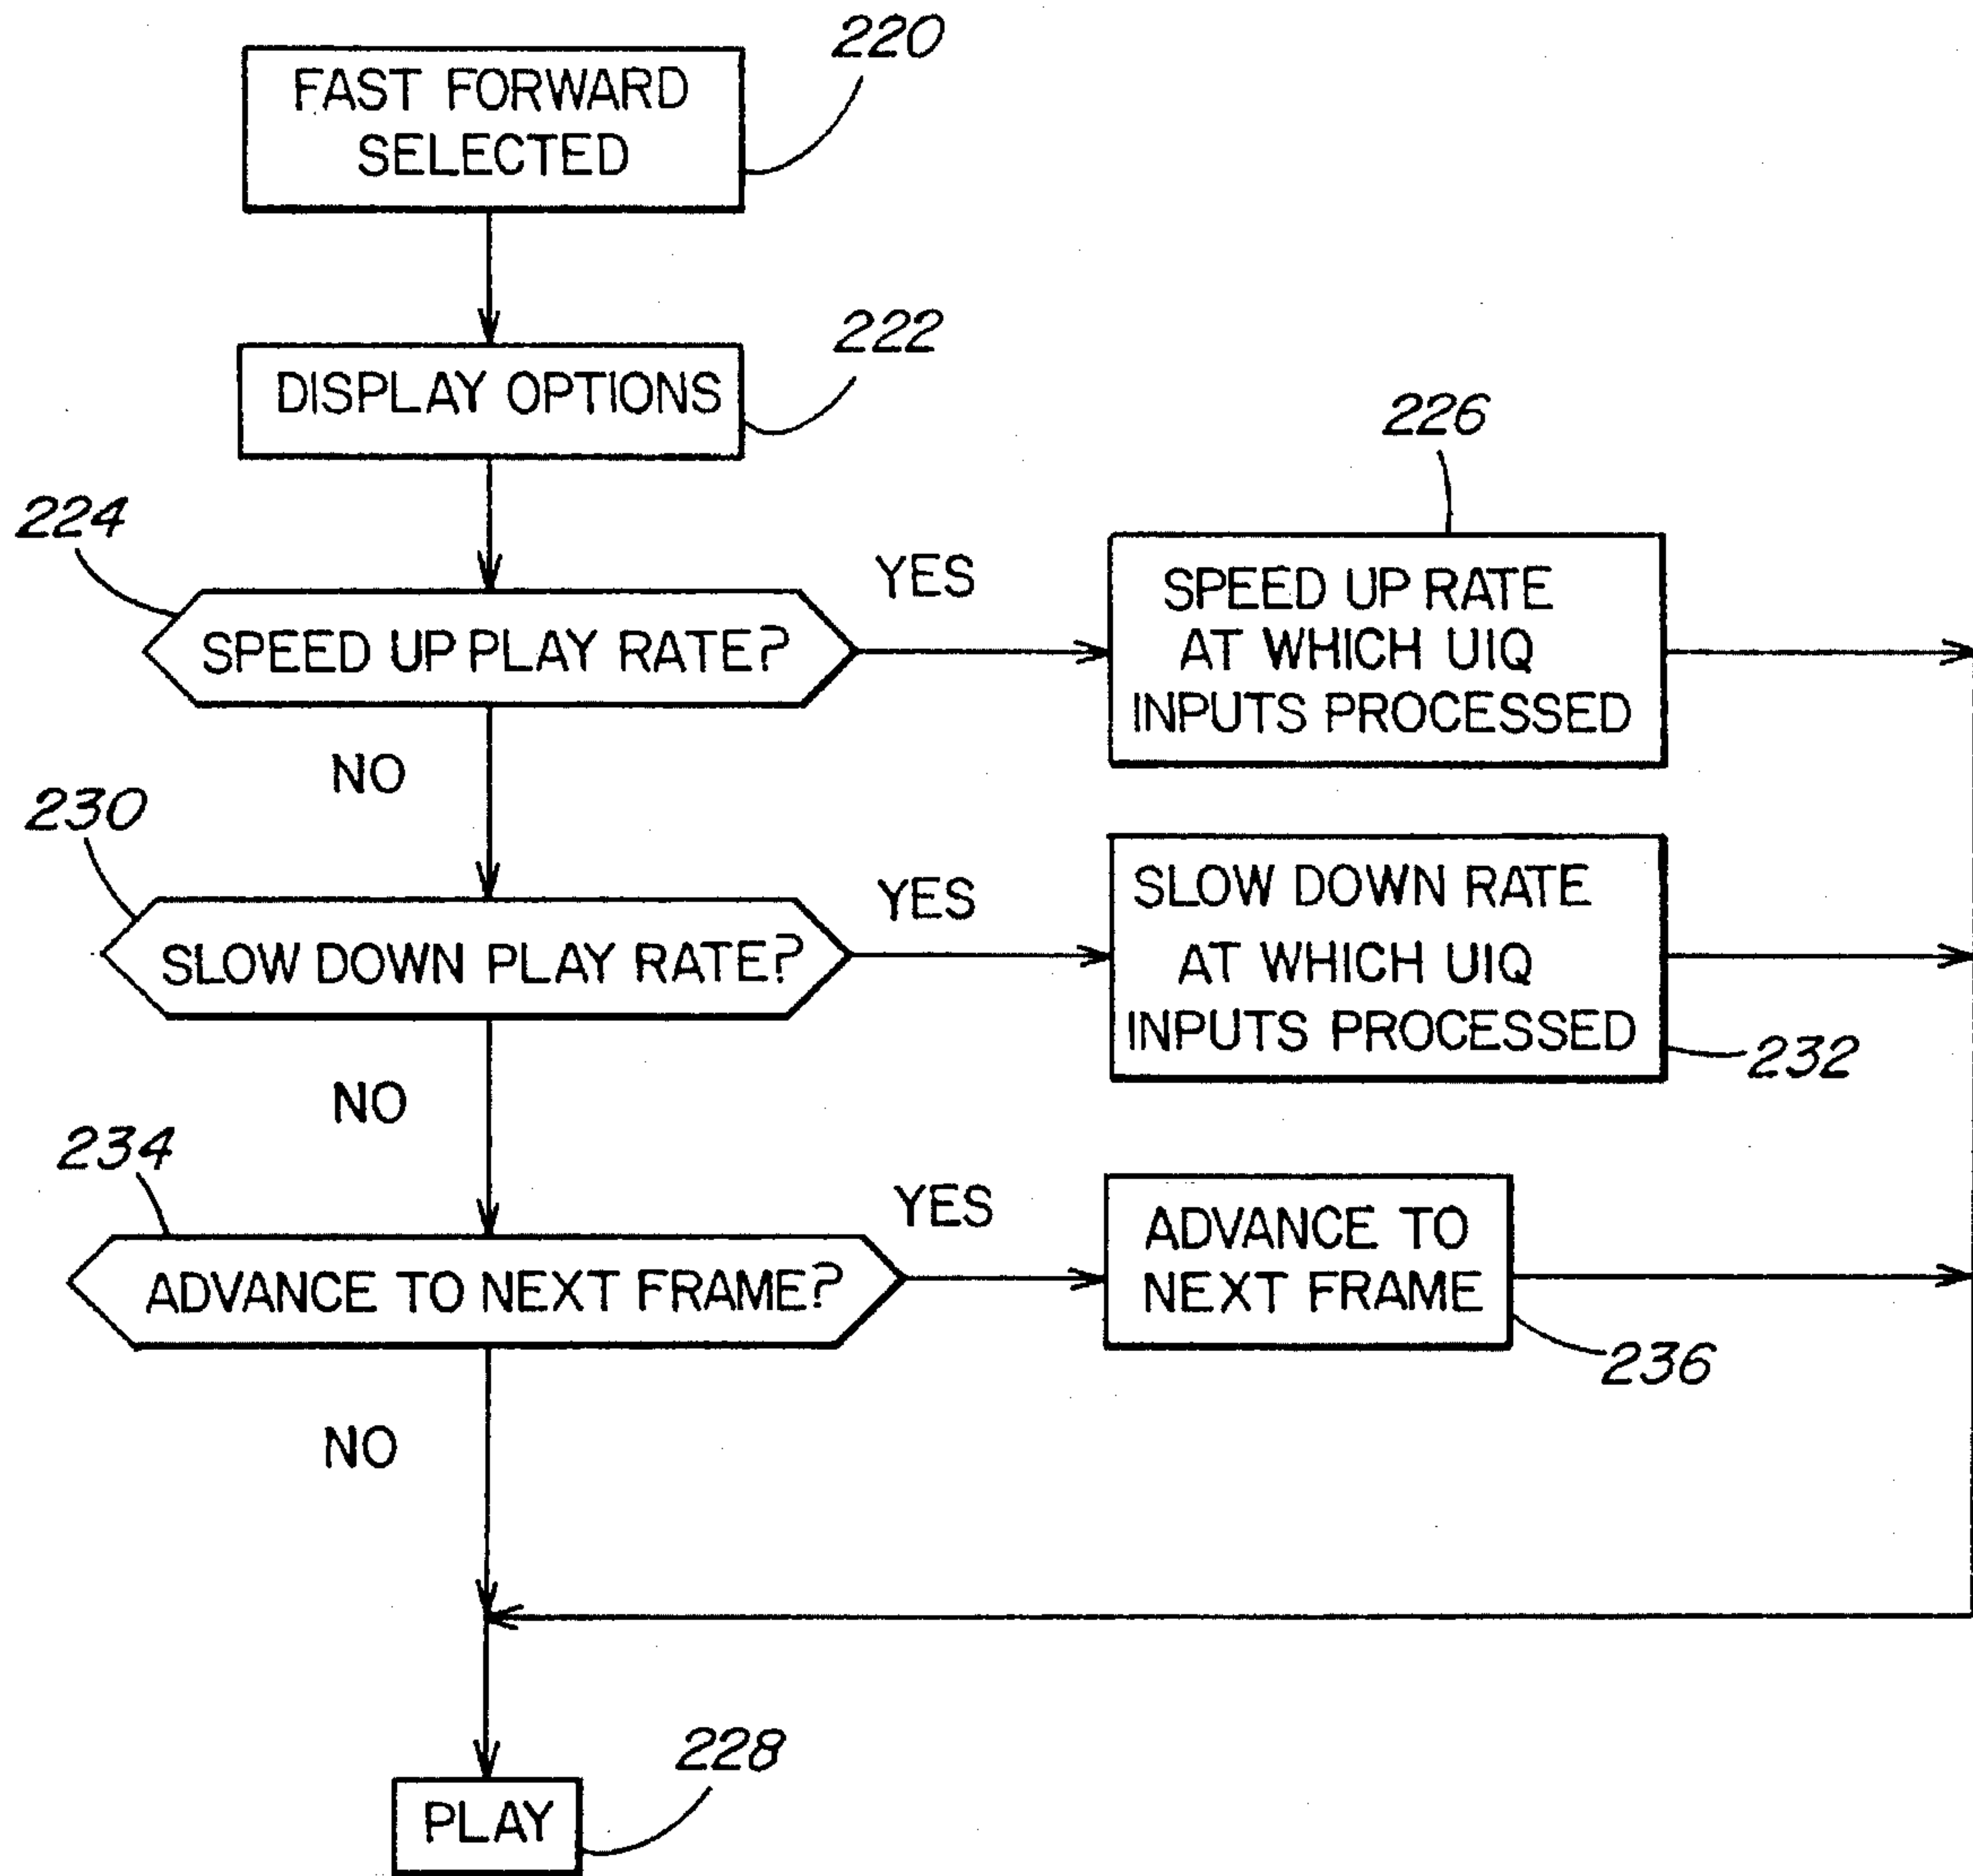 220
FAST FORWARD
SELECTED
222
DISPLAY OPTIONS
226
224
YES
SPEED UP PLAY RATE?
SPEED UP RATE
AT WHICH UIQ
INPUTS PROCESSED
NO
230
YES
SLOW DOWN PLAY RATE?
SLOW DOWN RATE
AT WHICH UIQ
INPUTS PROCESSED
232
NO
234
YES
ADVANCE TO NEXT FRAME?
ADVANCE TO
NEXT FRAME
236
NO
228
PLAY